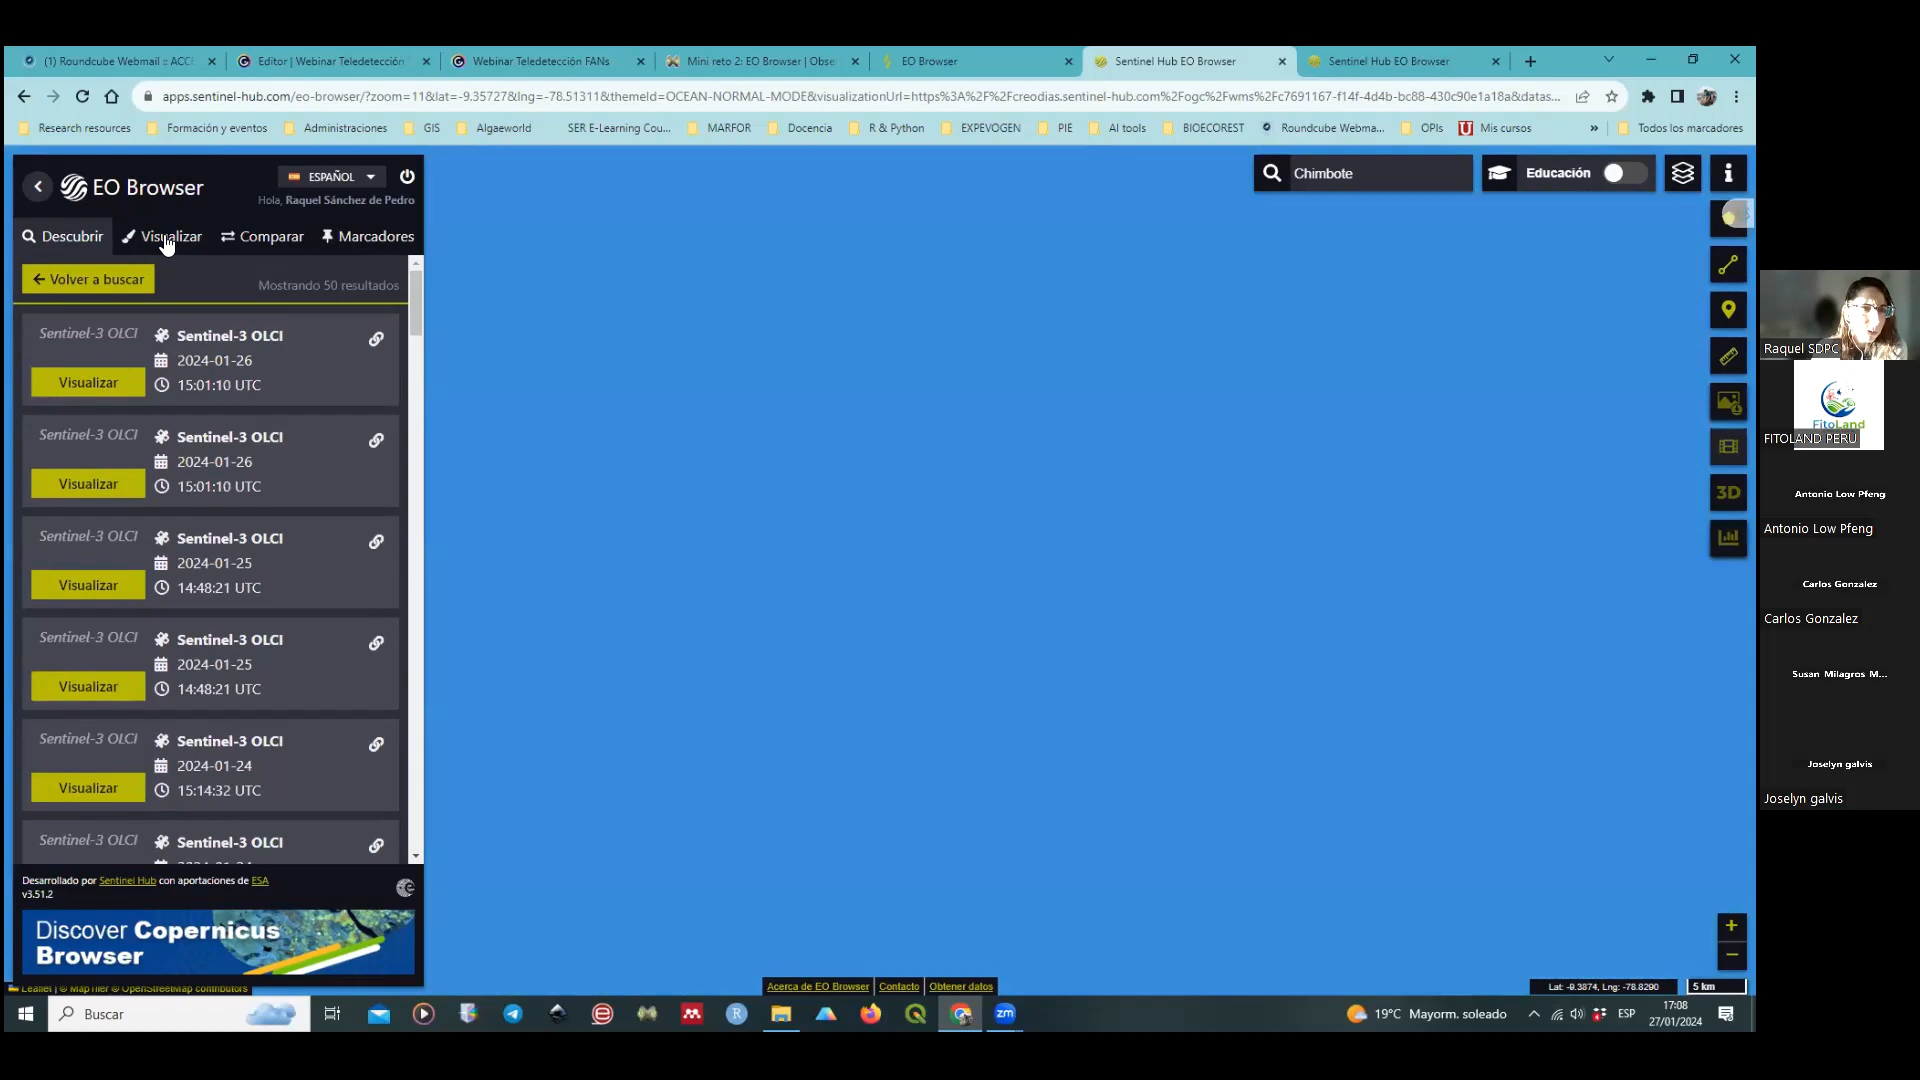 (1) Roundcube Webmail :: ACCE
Editor | Webinar Teledetección
Webinar Teledetección FANs
Mini reto 2: EO Browser | Obse
EO Browser
Sentinel Hub EO Browser
Sentinel Hub EO Browser
apps.sentinel-hub.com/eo-browser/?zoom=11&lat=-9.35727&lng=-78.51311&themeId=OCEAN-NORMAL-MODE&visualizationUrl=https%3A%2F%2Fcreodias.sentinel-hub.com%2Fogc%2Fwms%2Fc7691167-f14f-4d4b-bc88-430c90e1a18a&datas...
Research resources
Formación y eventos
Administraciones
GIS
Algaeworld
SER E-Learning Cou...
MARFOR
Docencia
R & Python
EXPEVOGEN
PIE
AI tools
BIOECOREST
Roundcube Webma...
OPIs
Mis cursos
»
Todos los marcadores
EO Browser
ESPAÑOL
Hola, Raquel Sánchez de Pedro
Descubrir
Visualizar
Comparar
Marcadores
Volver a buscar
Mostrando 50 resultados
Sentinel-3 OLCI
Sentinel-3 OLCI
2024-01-26
Visualizar
15:01:10 UTC
Sentinel-3 OLCI
Sentinel-3 OLCI
2024-01-26
Visualizar
15:01:10 UTC
Sentinel-3 OLCI
Sentinel-3 OLCI
2024-01-25
Visualizar
14:48:21 UTC
Sentinel-3 OLCI
Sentinel-3 OLCI
2024-01-25
Visualizar
14:48:21 UTC
Sentinel-3 OLCI
Sentinel-3 OLCI
2024-01-24
Visualizar
15:14:32 UTC
Sentinel-3 OLCI
Sentinel-3 OLCI
Desarrollado por Sentinel Hub con aportaciones de ESA
v3.51.2
Discover Copernicus
Browser
Leaflet | © MapTiler © OpenStreetMap contributors
Chimbote
Educación
3D
Acerca de EO Browser
Contacto
Obtener datos
Lat: -9.3874, Lng: -78.8290
5 km
Buscar
19°C Mayorm. soleado
ESP
17:08
27/01/2024
zm
Raquel SDPC
FitoLand
FITOLAND PERU
Antonio Low Pfeng
Antonio Low Pfeng
Carlos Gonzalez
Carlos Gonzalez
Susan Milagros M...
Joselyn galvis
Joselyn galvis